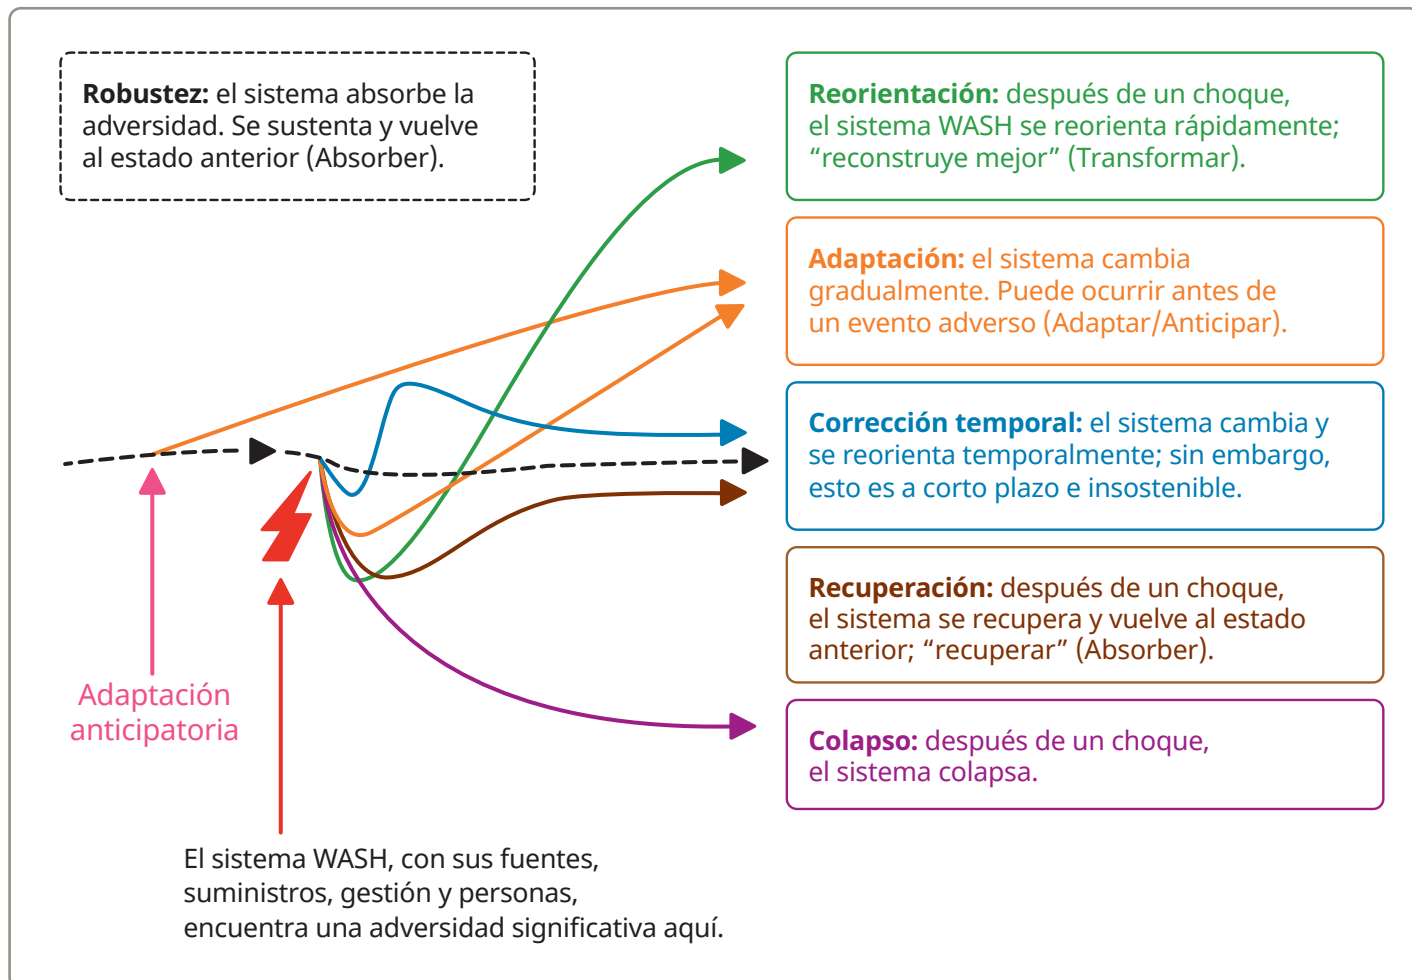 Robustez: el sistema absorbe la
adversidad. Se sustenta y vuelve
al estado anterior (Absorber).
Reorientación: después de un choque,
el sistema WASH se reorienta rápidamente;
“reconstruye mejor” (Transformar).
Adaptación: el sistema cambia
gradualmente. Puede ocurrir antes de
un evento adverso (Adaptar/Anticipar).
Corrección temporal: el sistema cambia y
se reorienta temporalmente; sin embargo,
esto es a corto plazo e insostenible.
Recuperación: después de un choque,
el sistema se recupera y vuelve al estado
anterior; “recuperar” (Absorber).
Colapso: después de un choque,
el sistema colapsa.
Adaptación
anticipatoria
El sistema WASH, con sus fuentes,
suministros, gestión y personas,
encuentra una adversidad significativa aquí.